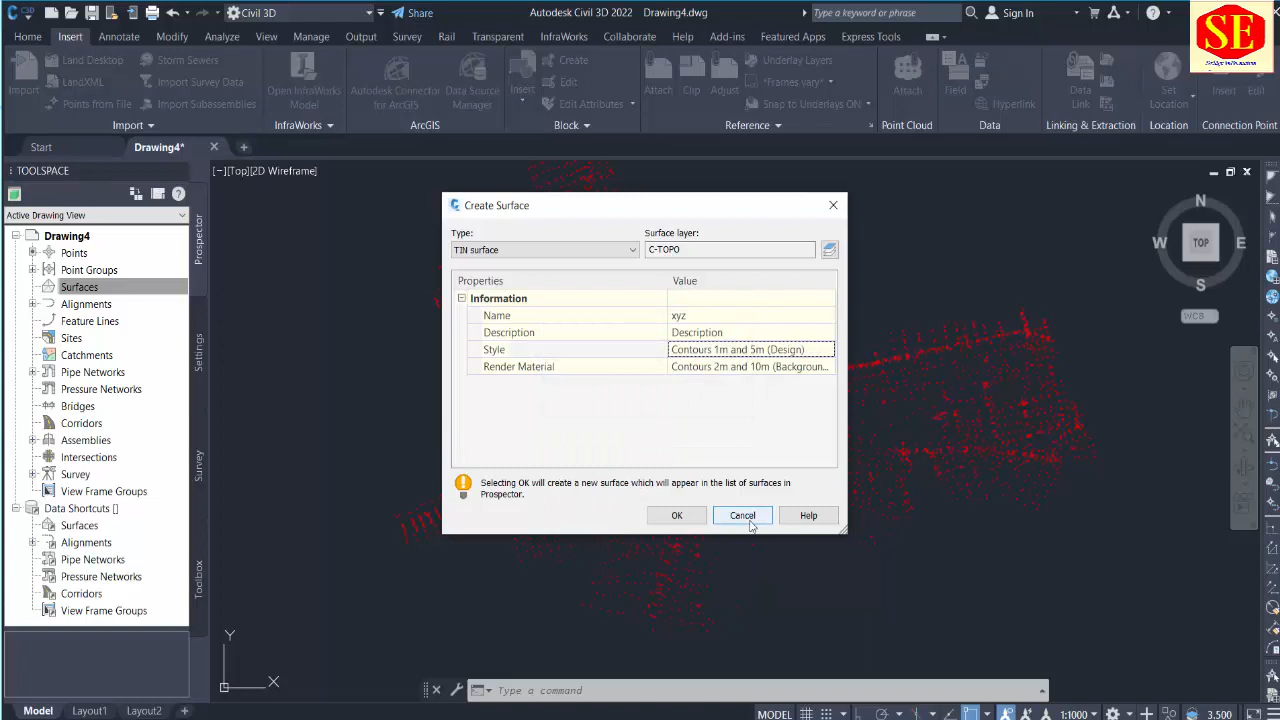 Civil 3D
Share
Autodesk Civil 3D 2022 Drawing4.dwg
Type a keyword or phrase
Sign In
SE
Home Insert Annotate Modify Analyze View Manage Output Survey Rail Transparent InfraWorks Collaborate Help Add-ins Featured Apps Express Tools
Import
Land Desktop
LandXML
Points from File
Storm Sewers
Import Survey Data
Import Subassemblies
Open InfraWorks Model
Autodesk Connector for ArcGIS
Data Source Manager
Insert
Create
Edit
Edit Attributes
Attach
Clip
Adjust
Underlay Layers
*Frames vary*
Snap to Underlays ON
Attach
Field
Hyperlink
Data Link
Set Location
Insert
Edit
Import InfraWorks ArcGIS Block Reference Point Cloud Data Linking & Extraction Location Connection Point
Start
Drawing4*
TOOLSPACE
[−][Top][2D Wireframe]
Active Drawing View
Prospector
Settings
Survey
Toolbox
Drawing4
Points
Point Groups
Surfaces
Alignments
Feature Lines
Sites
Catchments
Pipe Networks
Pressure Networks
Bridges
Corridors
Assemblies
Intersections
Survey
View Frame Groups
Data Shortcuts []
Surfaces
Alignments
Pipe Networks
Pressure Networks
Corridors
View Frame Groups
Create Surface
Type:
Surface layer:
TIN surface
C-TOPO
Properties Value
Information
Name xyz
Description Description
Style Contours 1m and 5m (Design)
Render Material Contours 2m and 10m (Backgroun...
Selecting OK will create a new surface which will appear in the list of surfaces in
Prospector.
OK Cancel Help
N
W TOP E
S
WCS
Y
X
Type a command
Model Layout1 Layout2
MODEL
1:1000
3.500